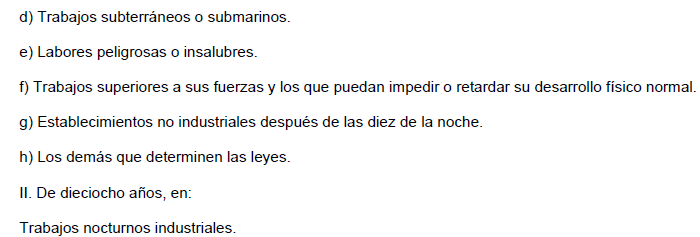 d) Trabajos subterráneos o submarinos.
e) Labores peligrosas o insalubres.
f) Trabajos superiores a sus fuerzas y los que puedan impedir o retardar su desarrollo físico normal.
g) Establecimientos no industriales después de las diez de la noche.
h) Los demás que determinen las leyes.
II. De dieciocho años, en:
Trabajos nocturnos industriales.